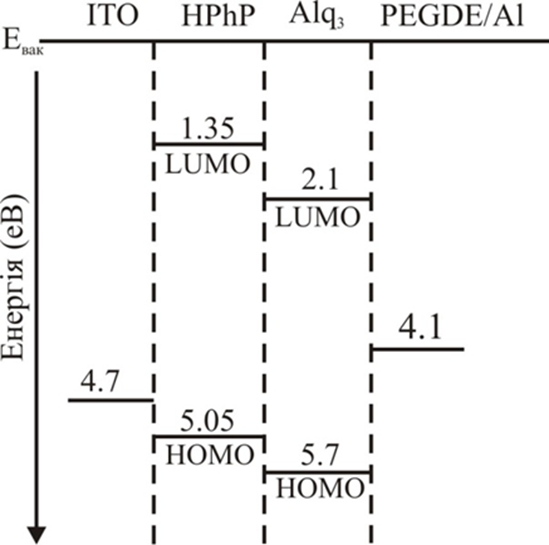 ITO HPhP Alq₃ PEGDE/Al
Eвак
1.35
LUMO
2.1
LUMO
Енергія (еВ)
4.1
4.7
5.05
HOMO
5.7
HOMO